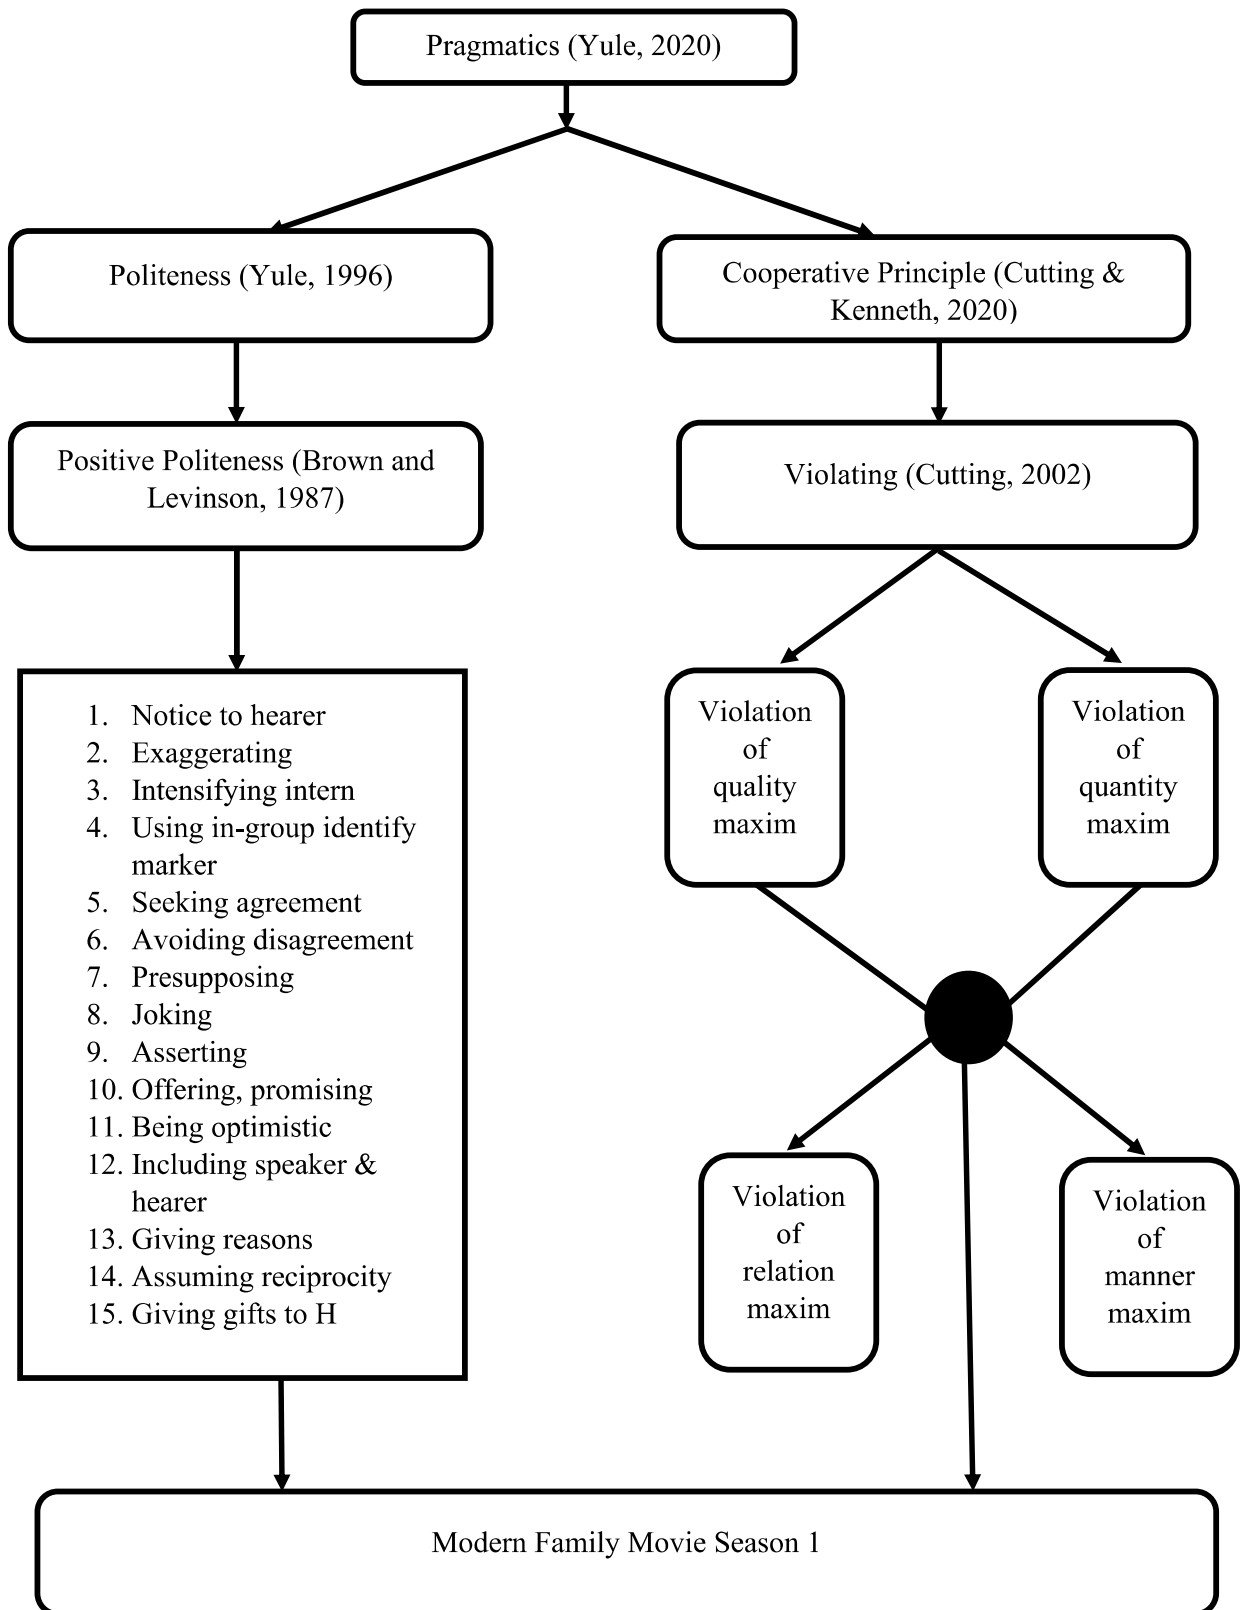 Pragmatics (Yule, 2020)
Politeness (Yule, 1996)
Cooperative Principle (Cutting &
Kenneth, 2020)
Positive Politeness (Brown and
Levinson, 1987)
Violating (Cutting, 2002)
1. Notice to hearer
2. Exaggerating
3. Intensifying intern
4. Using in-group identify
marker
5. Seeking agreement
6. Avoiding disagreement
7. Presupposing
8. Joking
9. Asserting
10. Offering, promising
11. Being optimistic
12. Including speaker &
hearer
13. Giving reasons
14. Assuming reciprocity
15. Giving gifts to H
Violation
of
quality
maxim
Violation
of
quantity
maxim
Violation
of
relation
maxim
Violation
of
manner
maxim
Modern Family Movie Season 1